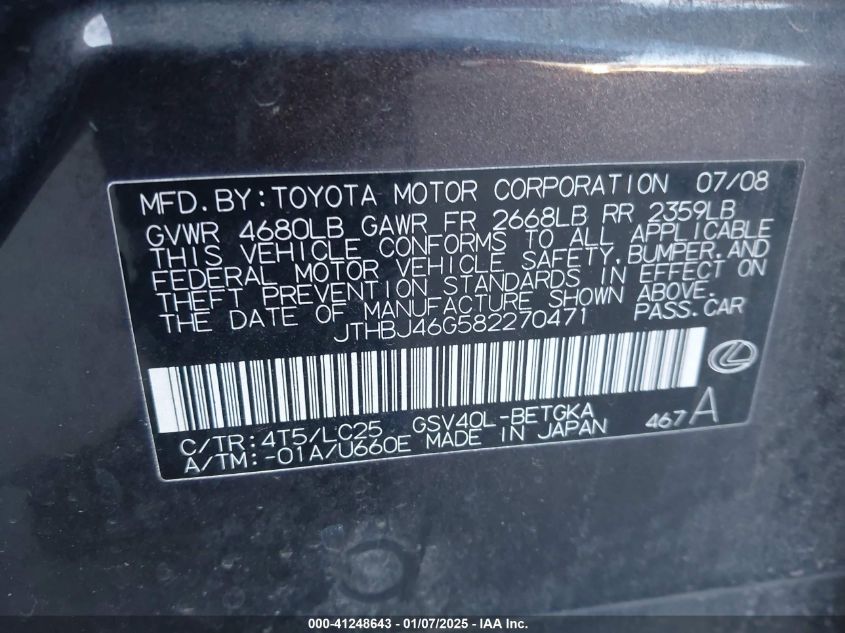 MFD. BY: TOYOTA MOTOR CORPORATION 07/08
GVWR 4680LB GAWR FR 2668LB RR 2359LB
THIS VEHICLE CONFORMS TO ALL APPLICABLE
FEDERAL MOTOR VEHICLE SAFETY, BUMPER, AND
THEFT PREVENTION STANDARDS IN EFFECT ON
THE DATE OF MANUFACTURE SHOWN ABOVE.
JTHBJ46G582270471 PASS. CAR
C/TR: 4T5/LC25 GSV40L-BETGKA 467 A
A/TM: -01A/U660E MADE IN JAPAN
000-41248643 - 01/07/2025 - IAA Inc.